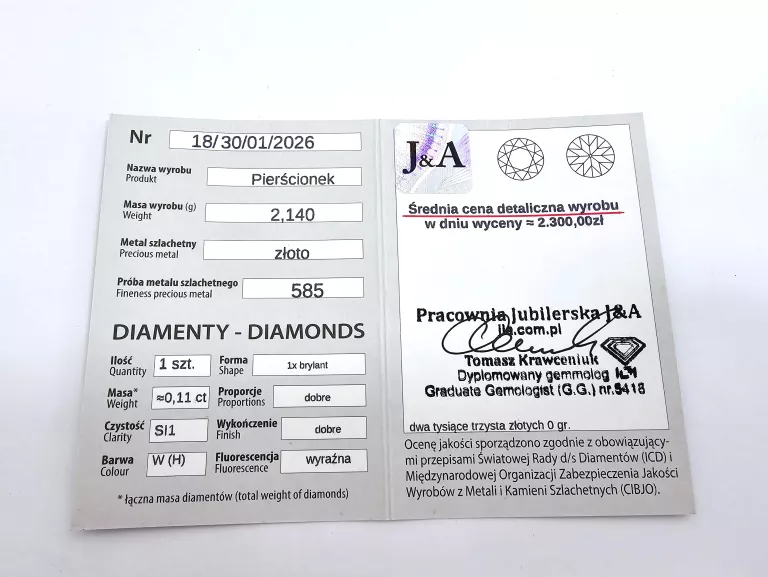 Nr 18/30/01/2026
Nazwa wyrobu
Produkt
Pierścionek
Masa wyrobu (g)
Weight
2,140
Metal szlachetny
Precious metal
złoto
Próba metalu szlachetnego
Fineness precious metal
585
DIAMENTY - DIAMONDS
Ilość
Quantity
1 szt.
Forma
Shape
1x brylant
Masa*
Weight
≈0,11 ct
Proporcje
Proportions
dobre
Czystość
Clarity
SI1
Wykończenie
Finish
dobre
Barwa
Colour
W (H)
Fluorescencja
Fluorescence
wyraźna
* łączna masa diamentów (total weight of diamonds)
J&A
Średnia cena detaliczna wyrobu
w dniu wyceny ≈ 2.300,00zł
Pracownia Jubilerska J&A
Tomasz Krawceniuk
Dyplomowany gemmolog
Graduate Gemologist (G.G.) nr.5418
dwa tysiące trzysta złotych 0 gr.
Ocenę jakości sporządzono zgodnie z obowiązują-
mi przepisami Światowej Rady d/s Diamentów (ICD) i
Międzynarodowej Organizacji Zabezpieczenia Jakości
Wyrobów z Metali i Kamieni Szlachetnych (CIBJO).